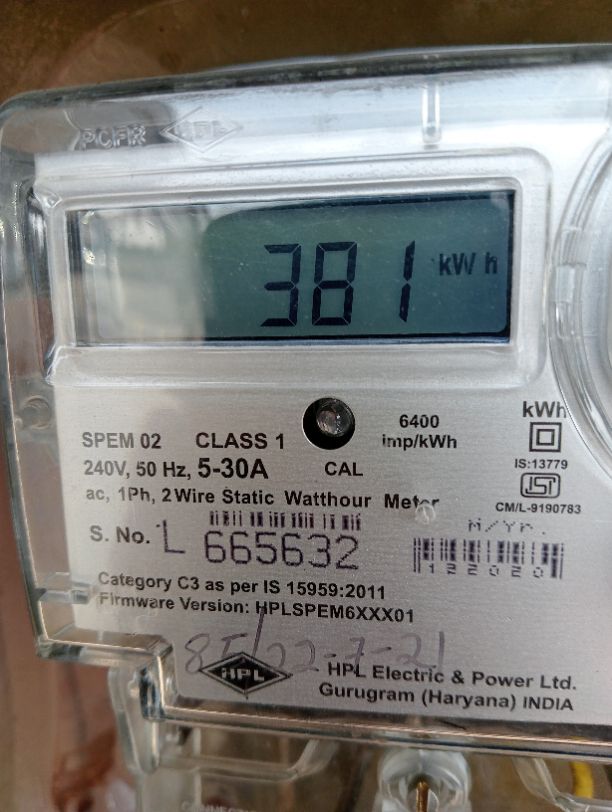 PCFR HPL
381 kW h
SPEM 02 CLASS 1
6400
imp/kWh
kWh
240V, 50 Hz, 5-30A
CAL
IS:13779
ac, 1Ph, 2 Wire Static Watthour Meter
CM/L-9190783
S. No. L 665632
M/Yr.
122020
Category C3 as per IS 15959:2011
Firmware Version: HPLSPEM6XXX01
22-7-21
HPL
HPL Electric & Power Ltd.
Gurugram (Haryana) INDIA